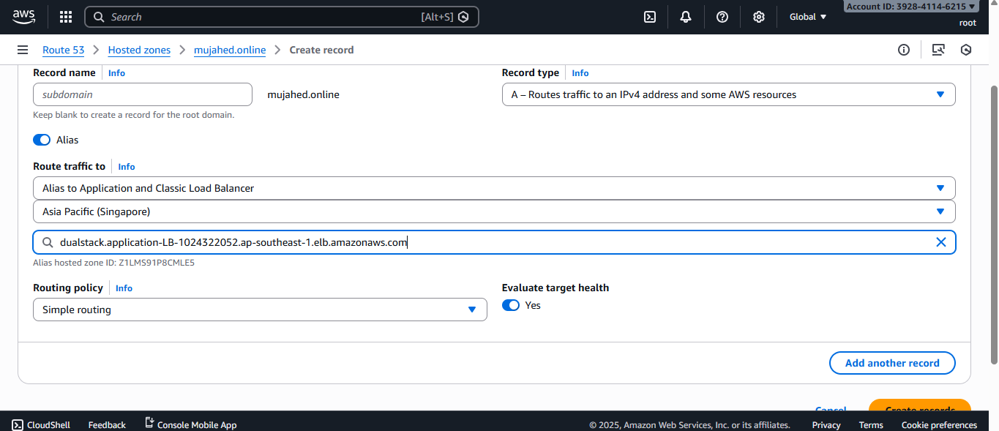 aws
Search [Alt+S]
Global
Account ID: 3928-4114-6215
root
Route 53 > Hosted zones > mujahed.online > Create record
Record name Info
subdomain
mujahed.online
Keep blank to create a record for the root domain.
Record type Info
A – Routes traffic to an IPv4 address and some AWS resources
Alias
Route traffic to Info
Alias to Application and Classic Load Balancer
Asia Pacific (Singapore)
dualstack.application-LB-1024322052.ap-southeast-1.elb.amazonaws.com
Alias hosted zone ID: Z1LMS91P8CMLE5
Routing policy Info
Simple routing
Evaluate target health
Yes
Add another record
Cancel
Create records
CloudShell Feedback Console Mobile App © 2025, Amazon Web Services, Inc. or its affiliates. Privacy Terms Cookie preferences